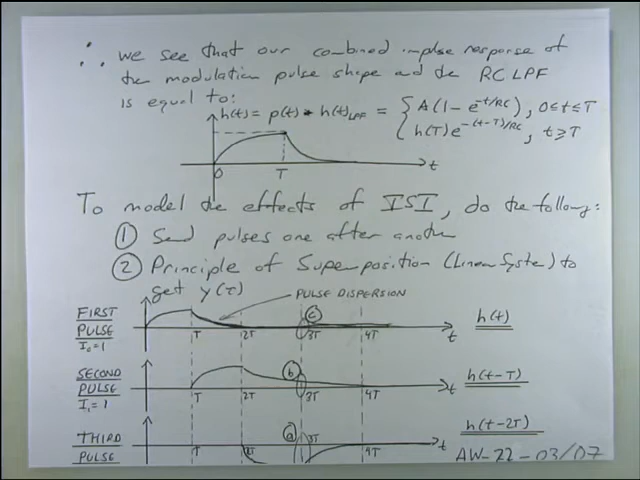 ∴ we see that our combined implse response of
the modulation pulse shape and the RC LPF
is equal to:
h(t) = p(t) * h(t)LPF = { A(1 - e^{-t/RC}), 0 ≤ t ≤ T
h(T) e^{-(t-T)/RC}, t ≥ T
0 T t
To model the effects of ISI, do the following:
① Send pulses one after another
② Principle of Superposition (Linear System) to
get y(t)
PULSE DISPERSION
FIRST PULSE I₀=1 T 2T 3T 4T t h(t)
ⓒ
SECOND PULSE I₁=1 T 2T 3T 4T t h(t-T)
ⓑ
THIRD PULSE T 2T 3T 4T t h(t-2T)
ⓐ
AW-22-03/07